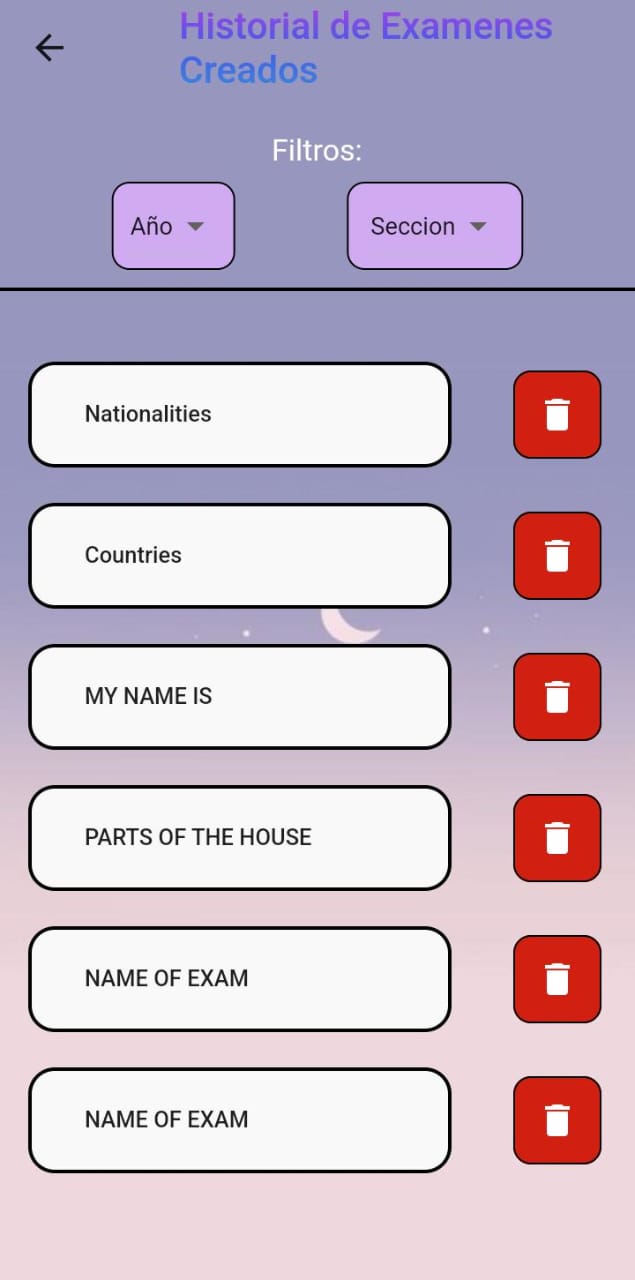 Historial de Examenes
Creados
Filtros:
Año
Seccion
Nationalities
Countries
MY NAME IS
PARTS OF THE HOUSE
NAME OF EXAM
NAME OF EXAM